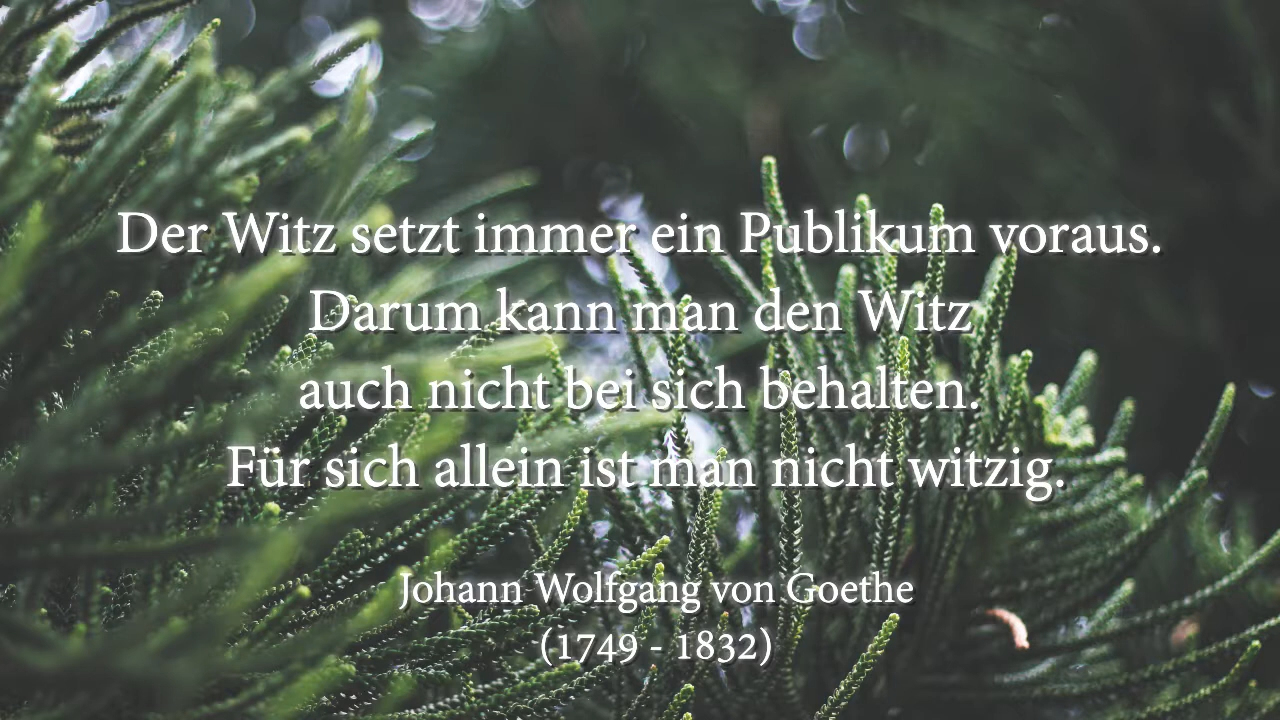 Der Witz setzt immer ein Publikum voraus.
Darum kann man den Witz
auch nicht bei sich behalten.
Für sich allein ist man nicht witzig.
Johann Wolfgang von Goethe
(1749 - 1832)